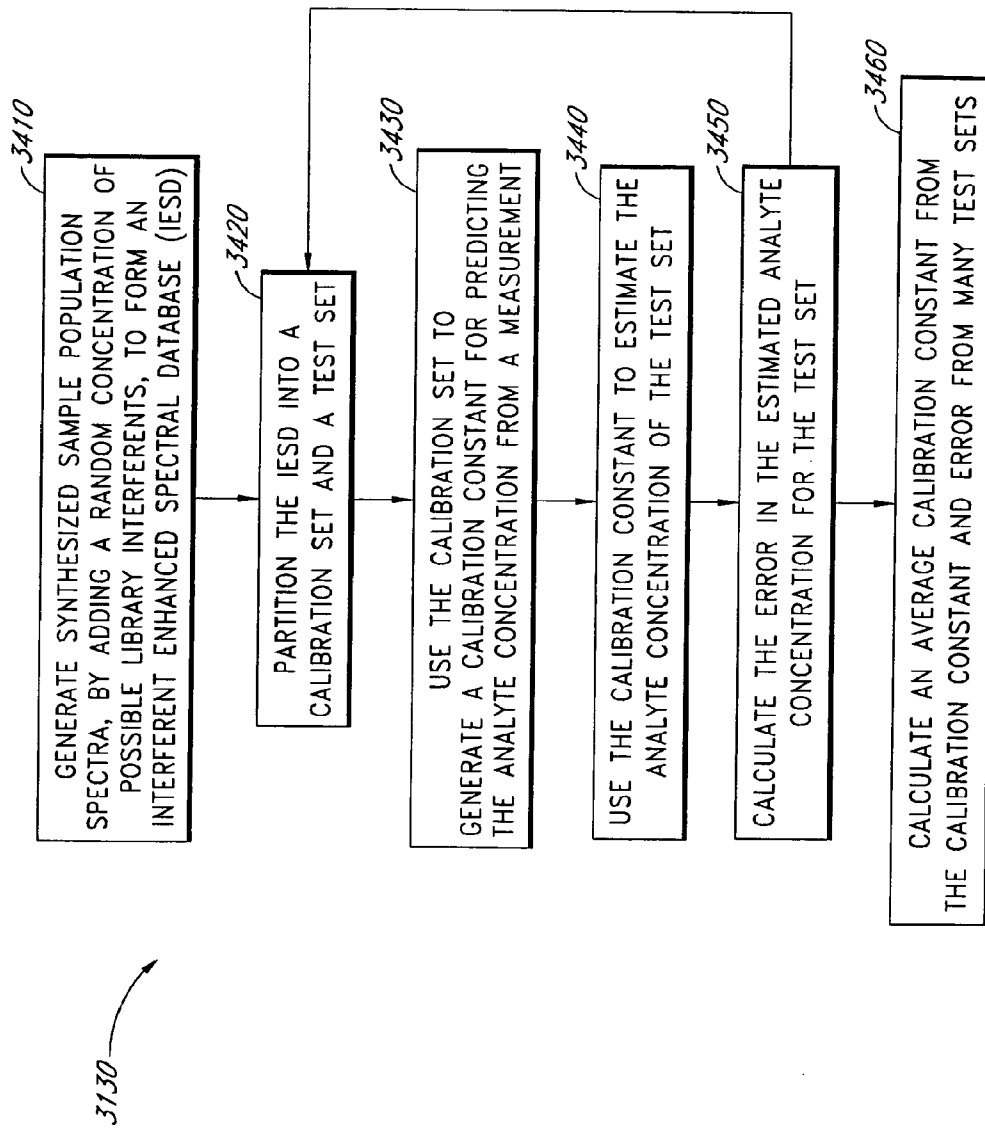 3130
3410
GENERATE SYNTHESIZED SAMPLE POPULATION
SPECTRA, BY ADDING A RANDOM CONCENTRATION OF
POSSIBLE LIBRARY INTERFERENTS, TO FORM AN
INTERFERENT ENHANCED SPECTRAL DATABASE (IESD)
3420
PARTITION THE IESD INTO A
CALIBRATION SET AND A TEST SET
3430
USE THE CALIBRATION SET TO
GENERATE A CALIBRATION CONSTANT FOR PREDICTING
THE ANALYTE CONCENTRATION FROM A MEASUREMENT
3440
USE THE CALIBRATION CONSTANT TO ESTIMATE THE
ANALYTE CONCENTRATION OF THE TEST SET
3450
CALCULATE THE ERROR IN THE ESTIMATED ANALYTE
CONCENTRATION FOR THE TEST SET
3460
CALCULATE AN AVERAGE CALIBRATION CONSTANT FROM
THE CALIBRATION CONSTANT AND ERROR FROM MANY TEST SETS